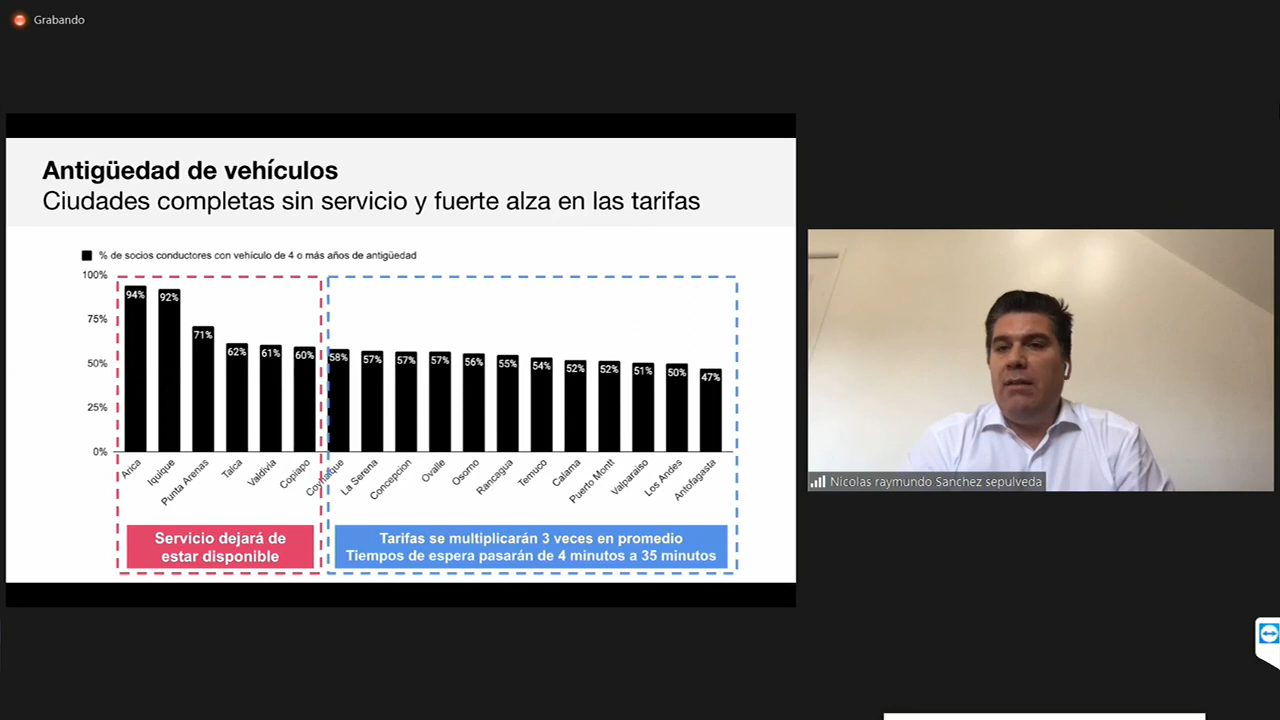 Grabando
Antigüedad de vehículos
Ciudades completas sin servicio y fuerte alza en las tarifas
% de socios conductores con vehículo de 4 o más años de antigüedad
100%
75%
50%
25%
0%
94%
92%
71%
62%
61%
60%
58%
57%
57%
57%
56%
55%
54%
52%
52%
51%
50%
47%
Arica
Iquique
Punta Arenas
Talca
Valdivia
Copiapo
Coyhaique
La Serena
Concepcion
Ovalle
Osorno
Rancagua
Temuco
Calama
Puerto Montt
Valparaiso
Los Andes
Antofagasta
Servicio dejará de
estar disponible
Tarifas se multiplicarán 3 veces en promedio
Tiempos de espera pasarán de 4 minutos a 35 minutos
Nicolas raymundo Sanchez sepulveda